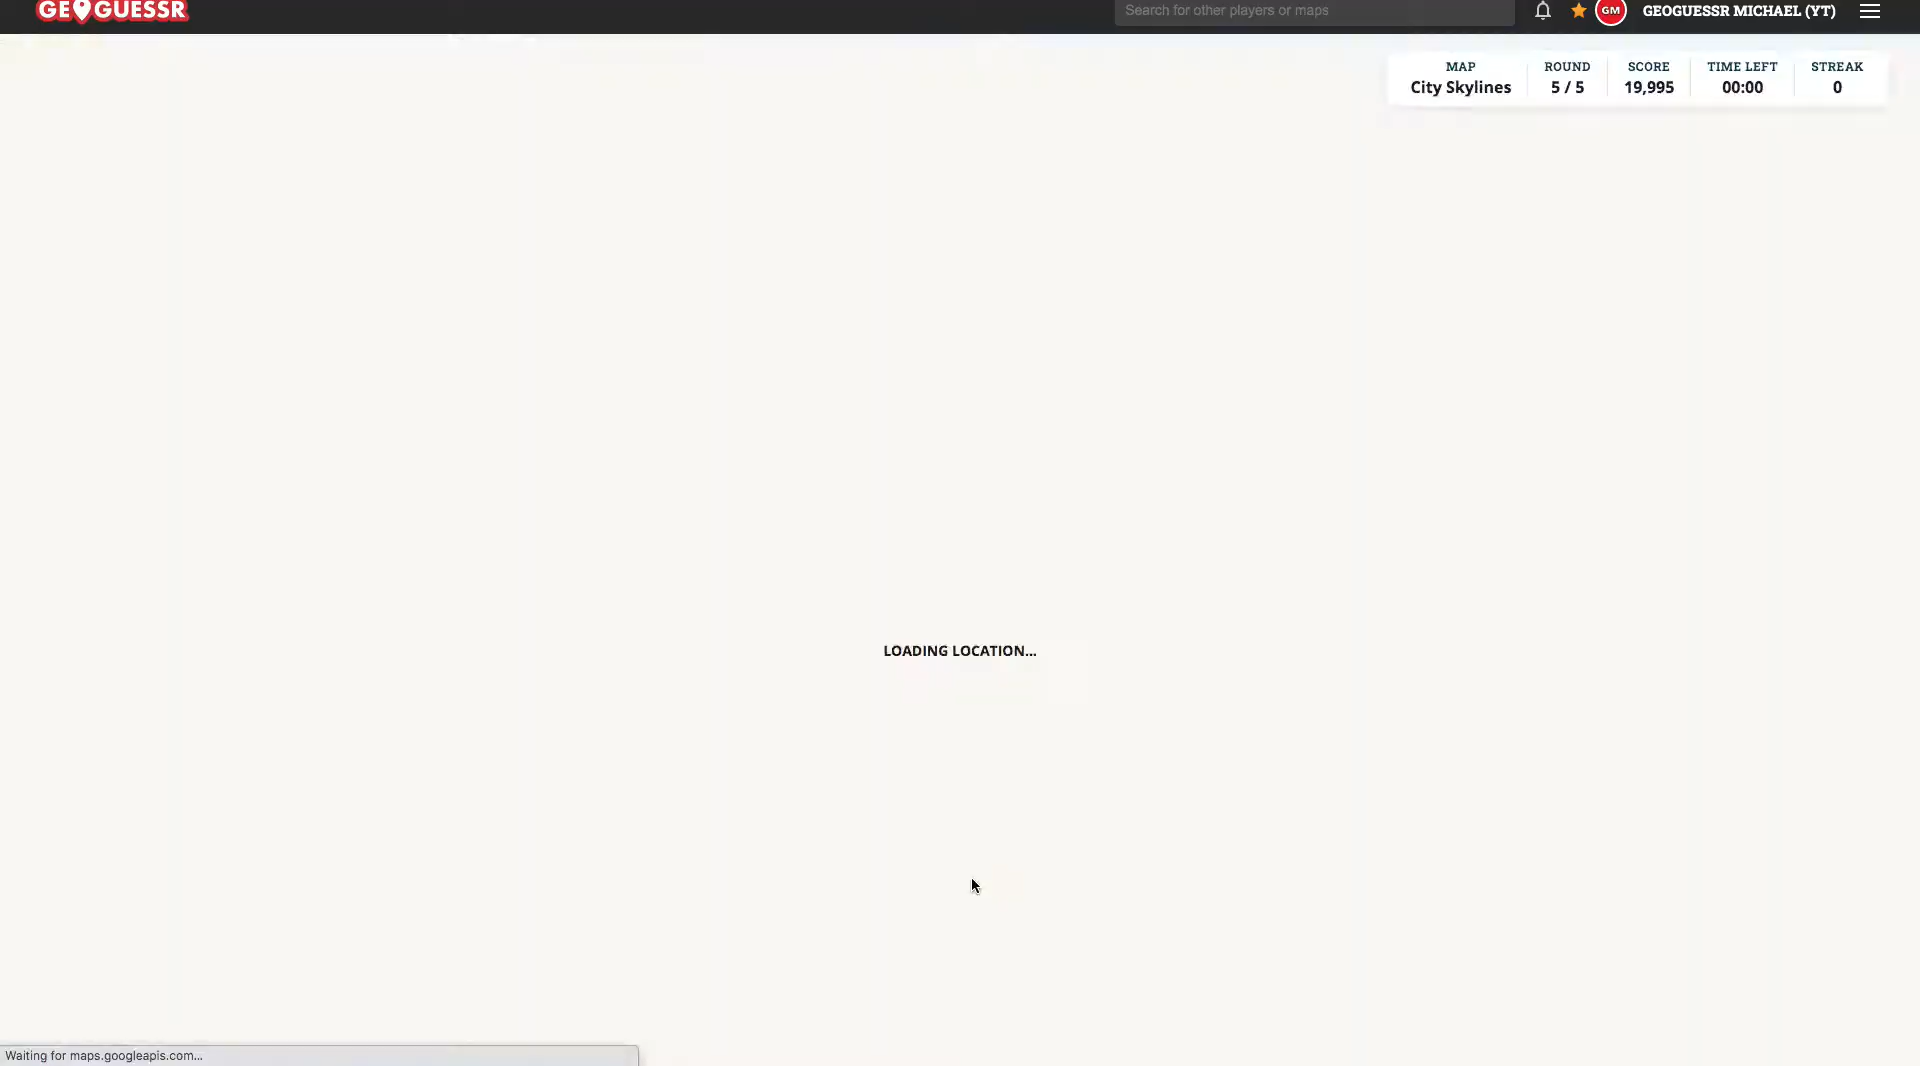 GEOGUESSR
Search for other players or maps
GM
GEOGUESSR MICHAEL (YT)
MAP ROUND SCORE TIME LEFT STREAK
City Skylines 5 / 5 19,995 00:00 0
LOADING LOCATION...
Waiting for maps.googleapis.com...